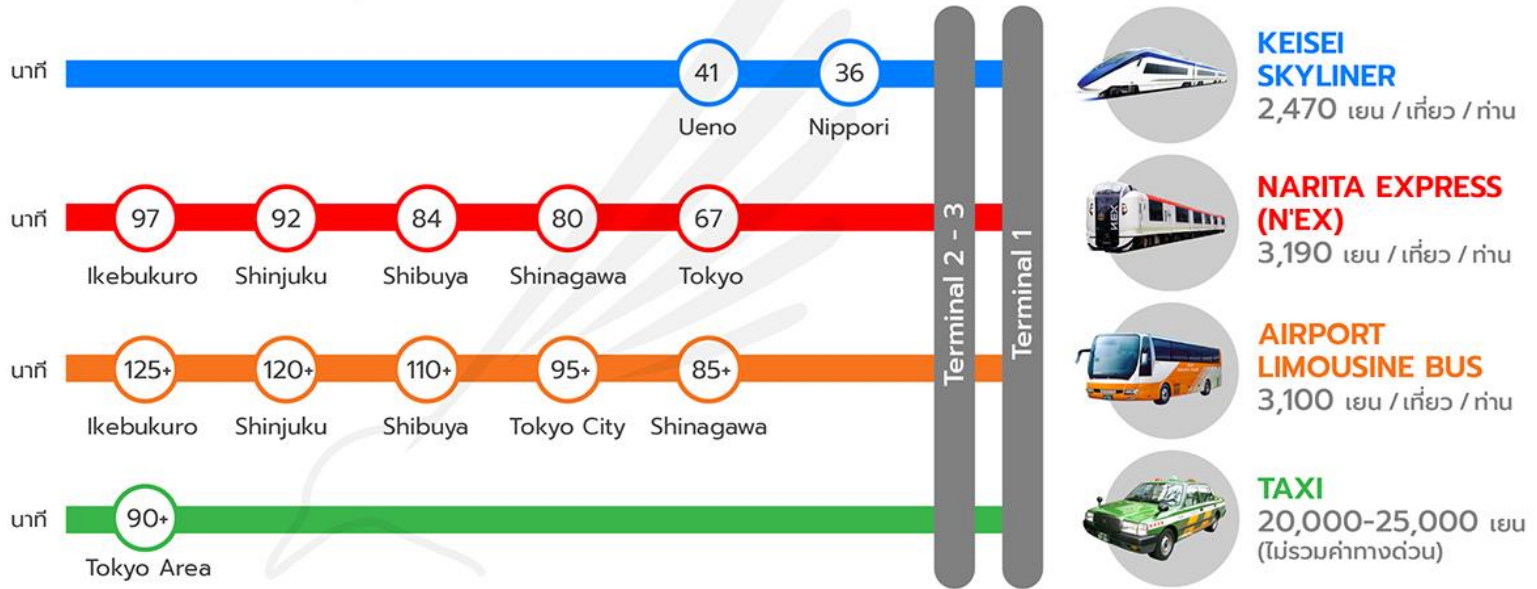 นาที
41
36
Ueno
Nippori
KEISEI
SKYLINER
2,470 เยน / เที่ยว / ท่าน
นาที
97
92
84
80
67
Ikebukuro
Shinjuku
Shibuya
Shinagawa
Tokyo
NARITA EXPRESS
(N'EX)
3,190 เยน / เที่ยว / ท่าน
N'EX
Terminal 2 - 3
Terminal 1
นาที
125+
120+
110+
95+
85+
Ikebukuro
Shinjuku
Shibuya
Tokyo City
Shinagawa
AIRPORT
LIMOUSINE BUS
3,100 เยน / เที่ยว / ท่าน
นาที
90+
Tokyo Area
TAXI
20,000-25,000 เยน
(ไม่รวมค่าทางด่วน)